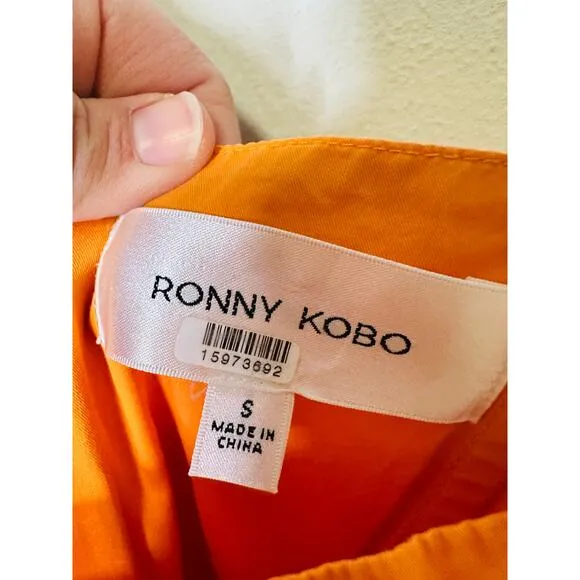 RONNY KOBO
15973692
S
MADE IN
CHINA